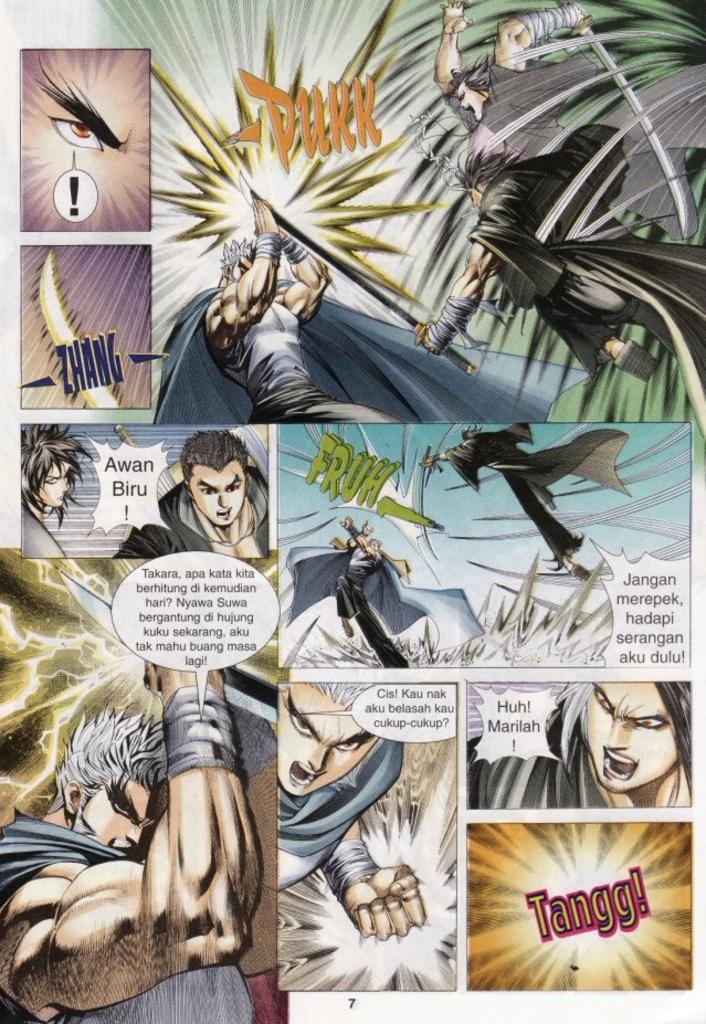 PUKK
!
ZHANG
Awan
Biru
!
FRUH
Jangan
merepek,
hadapi
serangan
aku dulu!
Takara, apa kata kita
berhitung di kemudian
hari? Nyawa Suwa
bergantung di hujung
kuku sekarang, aku
tak mahu buang masa
lagi!
Cis! Kau nak
aku belasah kau
cukup-cukup?
Huh!
Marilah
!
Tangg!
7